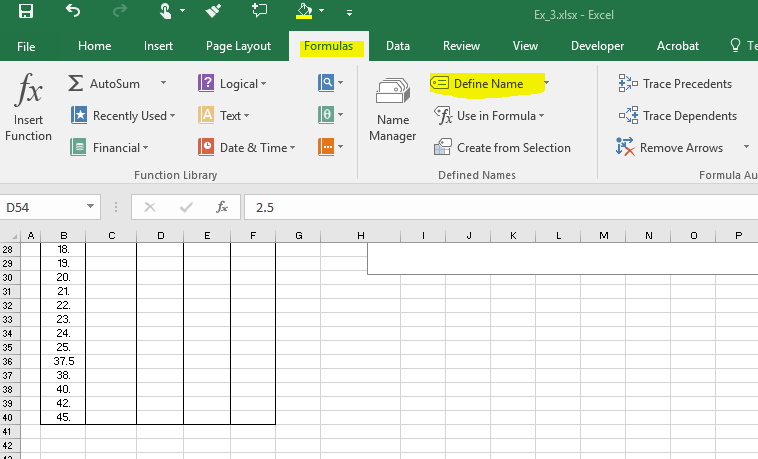 Ex_3.xlsx - Excel
File Home Insert Page Layout Formulas Data Review View Developer Acrobat
fx
Insert
Function
Σ AutoSum
Recently Used
Financial
? Logical
A Text
Date & Time
θ
Function Library
Name
Manager
Define Name
fx Use in Formula
Create from Selection
Defined Names
Trace Precedents
Trace Dependents
Remove Arrows
Formula Au
D54 fx 2.5
A B C D E F G H I J K L M N O P
28 18.
29 19.
30 20.
31 21.
32 22.
33 23.
34 24.
35 25.
36 37.5
37 38.
38 40.
39 42.
40 45.
41
42